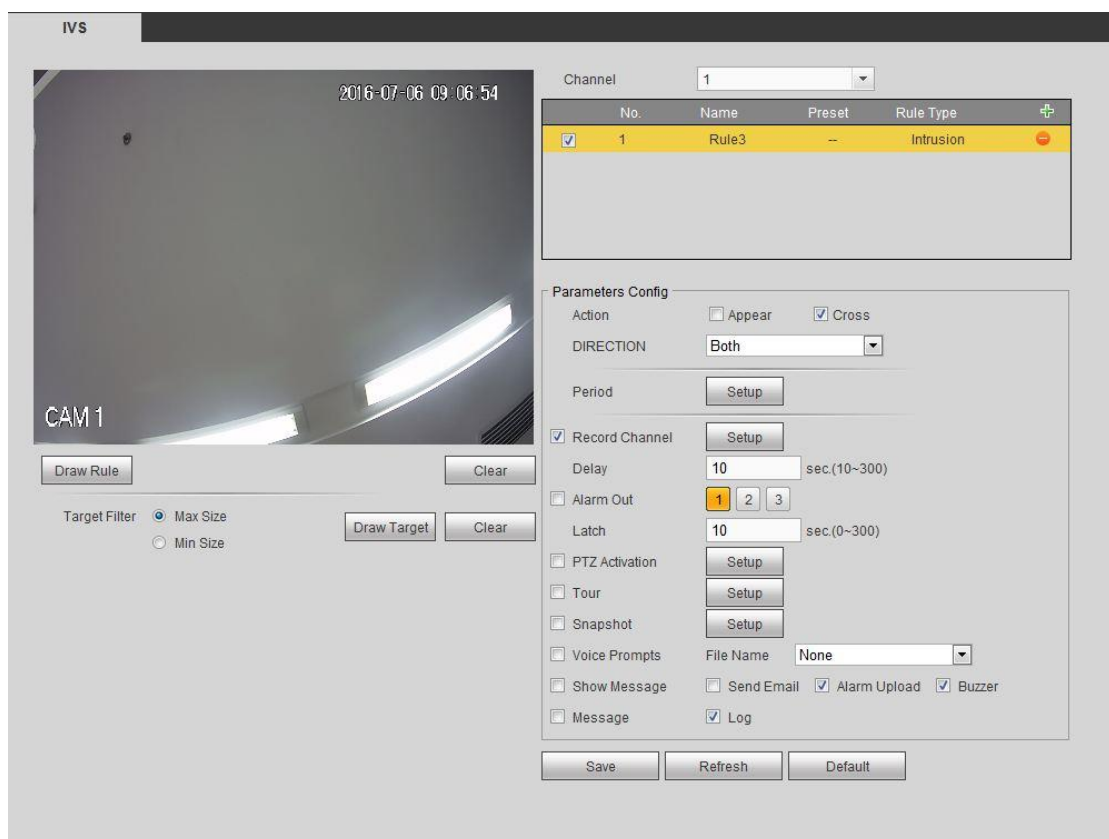 IVS
2016-07-06 09:06:54
CAM 1
Draw Rule Clear
Target Filter Max Size Draw Target Clear
Min Size
Channel 1
No. Name Preset Rule Type
1 Rule3 -- Intrusion
Parameters Config
Action Appear Cross
DIRECTION Both
Period Setup
Record Channel Setup
Delay 10 sec.(10~300)
Alarm Out 1 2 3
Latch 10 sec.(0~300)
PTZ Activation Setup
Tour Setup
Snapshot Setup
Voice Prompts File Name None
Show Message Send Email Alarm Upload Buzzer
Message Log
Save Refresh Default